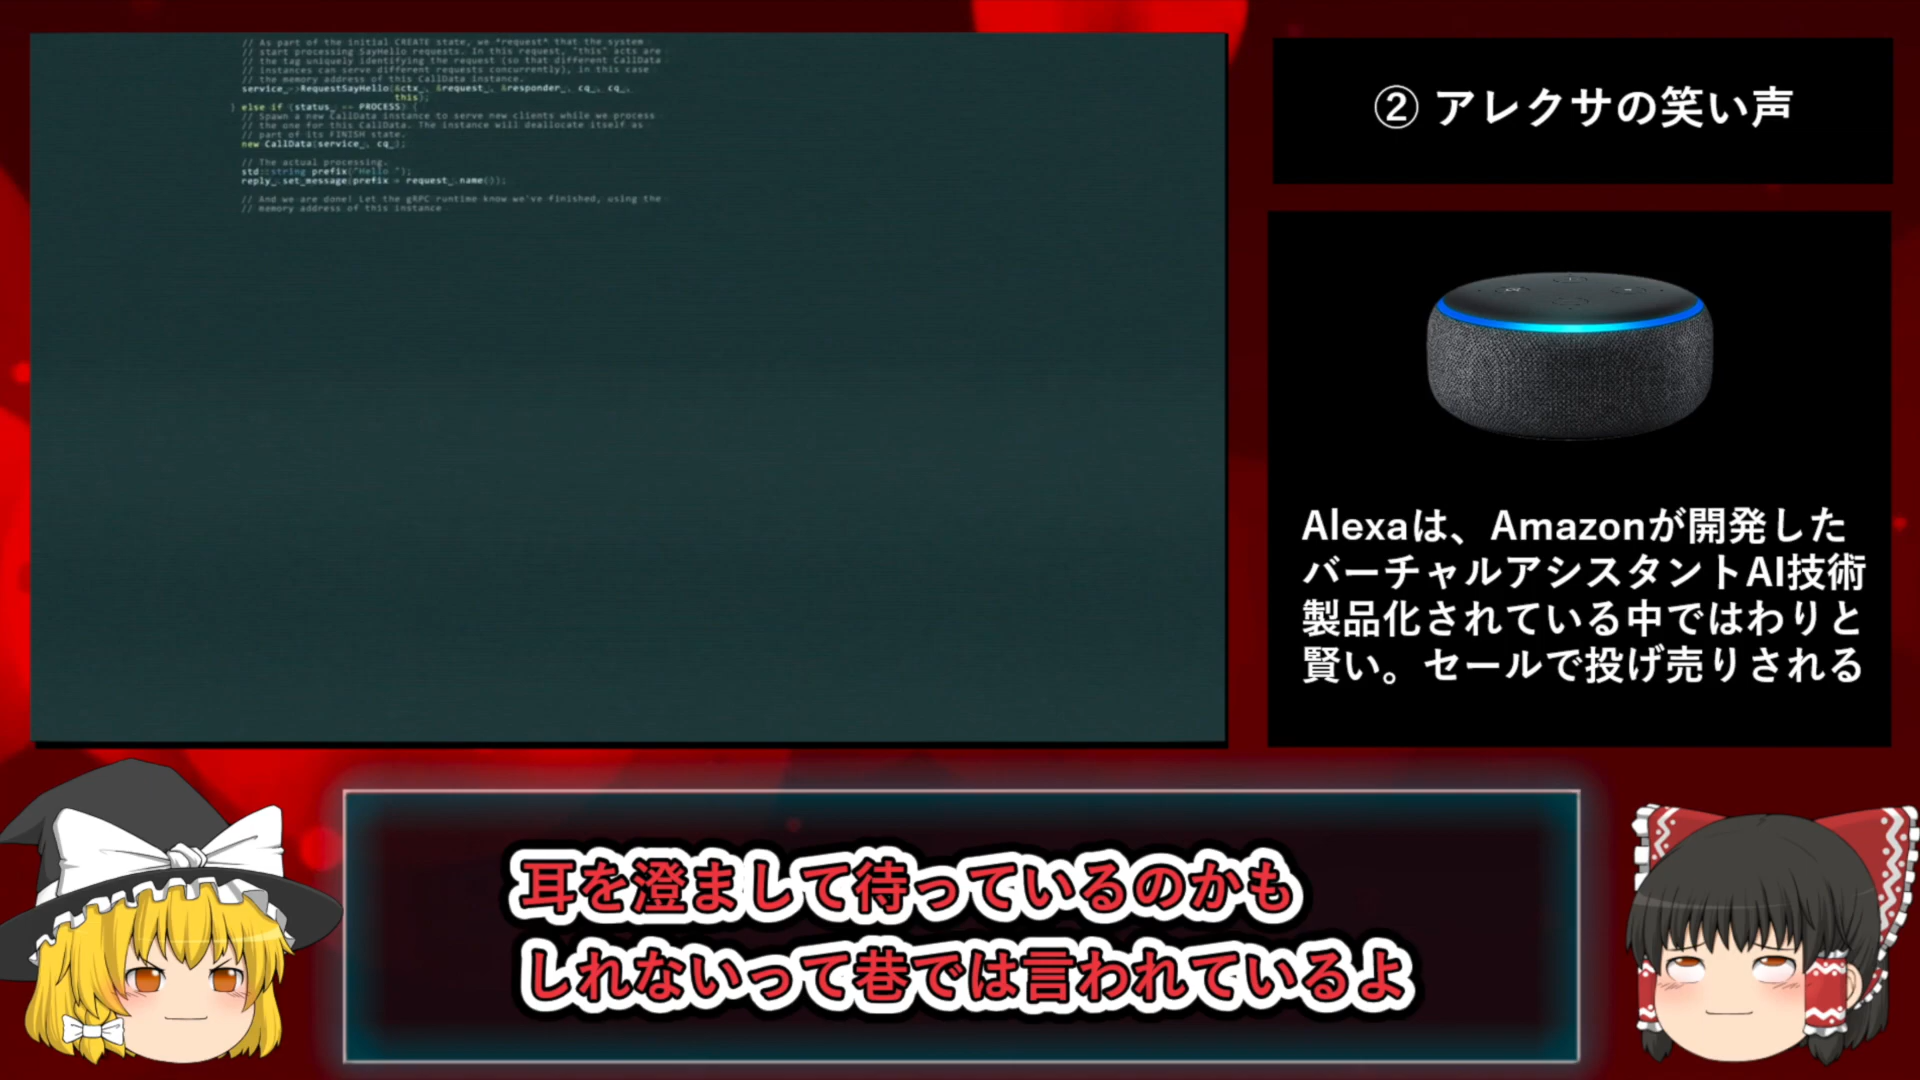 // As part of the initial CREATE state, we *request* that the system
// start processing SayHello requests. In this request, "this" acts are
// the tag uniquely identifying the request (so that different CallData
// instances can serve different requests concurrently), in this case
// the memory address of this CallData instance.
service_->RequestSayHello(&ctx_, &request_, &responder_, cq_, cq_,
this);
} else if (status_ == PROCESS) {
// Spawn a new CallData instance to serve new clients while we process
// the one for this CallData. The instance will deallocate itself as
// part of its FINISH state.
new CallData(service_, cq_);
// The actual processing.
std::string prefix("Hello ");
reply_.set_message(prefix + request_.name());
// And we are done! Let the gRPC runtime know we've finished, using the
// memory address of this instance
② アレクサの笑い声
Alexaは、Amazonが開発した
バーチャルアシスタントAI技術
製品化されている中ではわりと
賢い。セールで投げ売りされる
耳を澄まして待っているのかも
しれないって巷では言われているよ